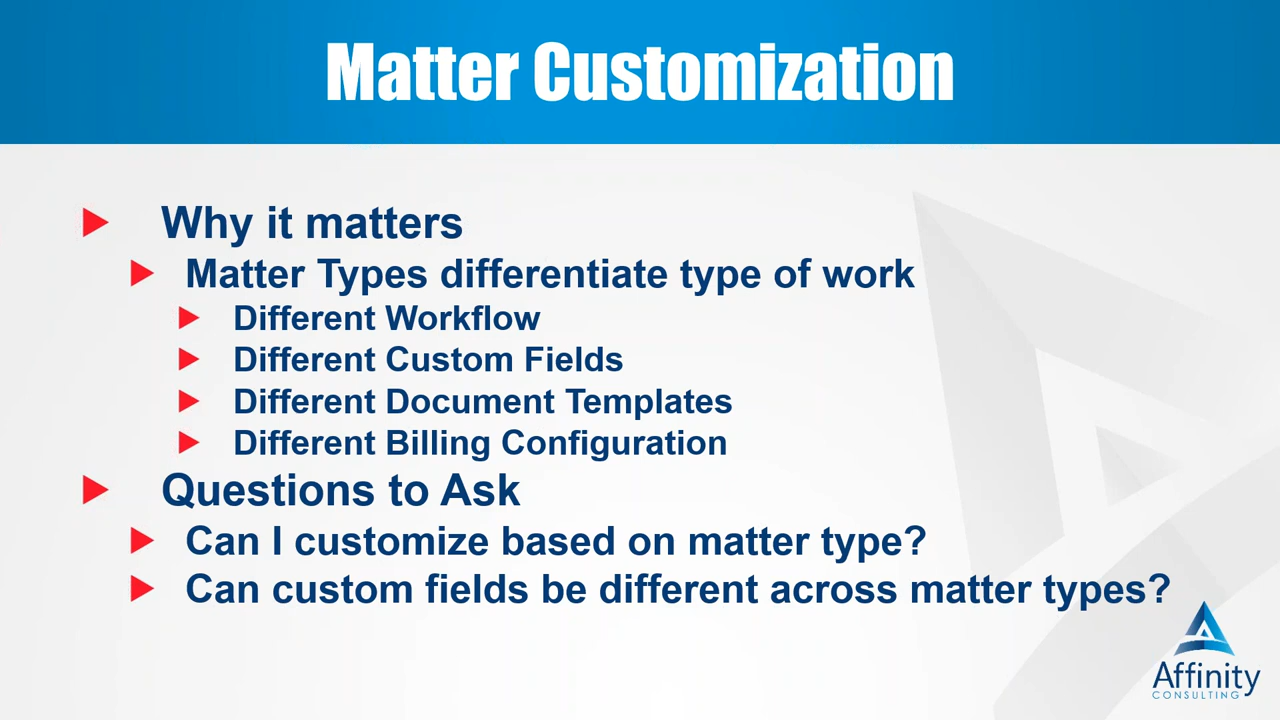 Matter Customization
Why it matters
Matter Types differentiate type of work
Different Workflow
Different Custom Fields
Different Document Templates
Different Billing Configuration
Questions to Ask
Can I customize based on matter type?
Can custom fields be different across matter types?
Affinity
CONSULTING